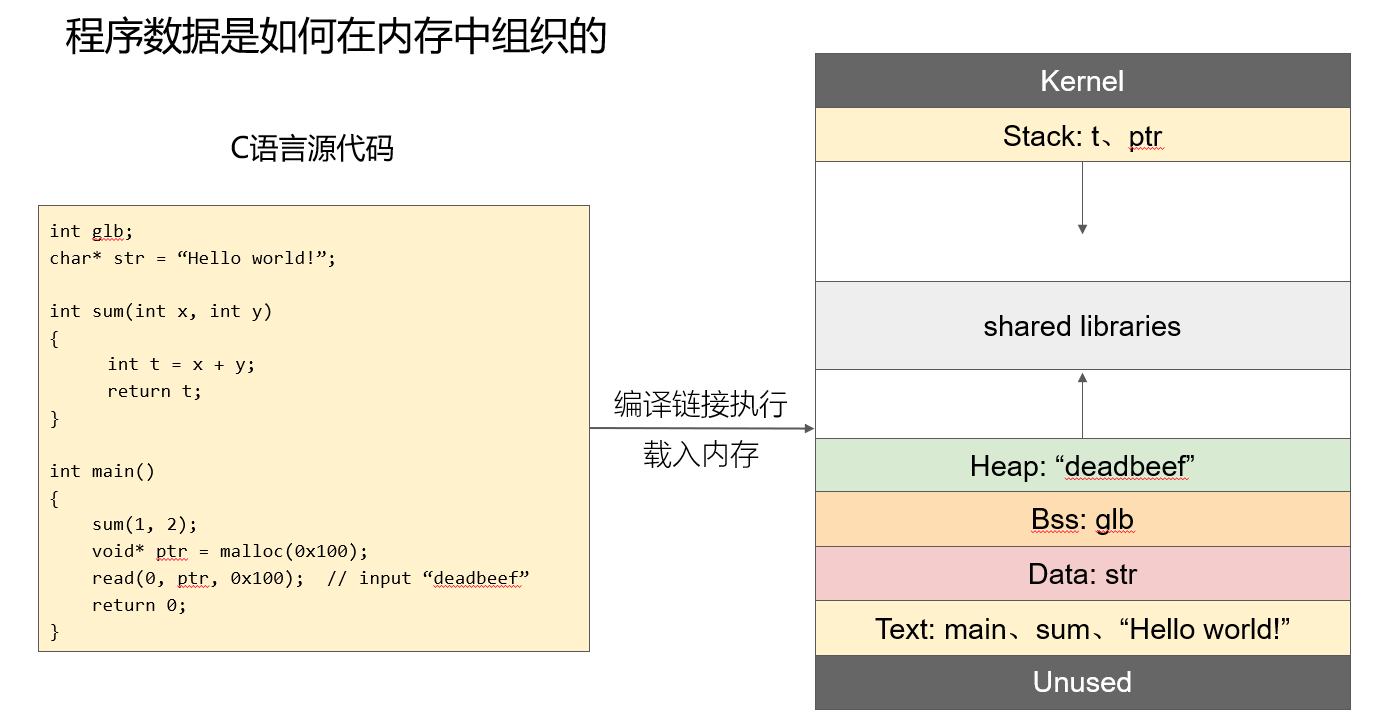 程序数据是如何在内存中组织的
C语言源代码
int glb;
char* str = “Hello world!”;
int sum(int x, int y)
{
int t = x + y;
return t;
}
int main()
{
sum(1, 2);
void* ptr = malloc(0x100);
read(0, ptr, 0x100);  // input “deadbeef”
return 0;
}
编译链接执行
载入内存
Kernel
Stack: t、ptr
shared libraries
Heap: “deadbeef”
Bss: glb
Data: str
Text: main、sum、“Hello world!”
Unused